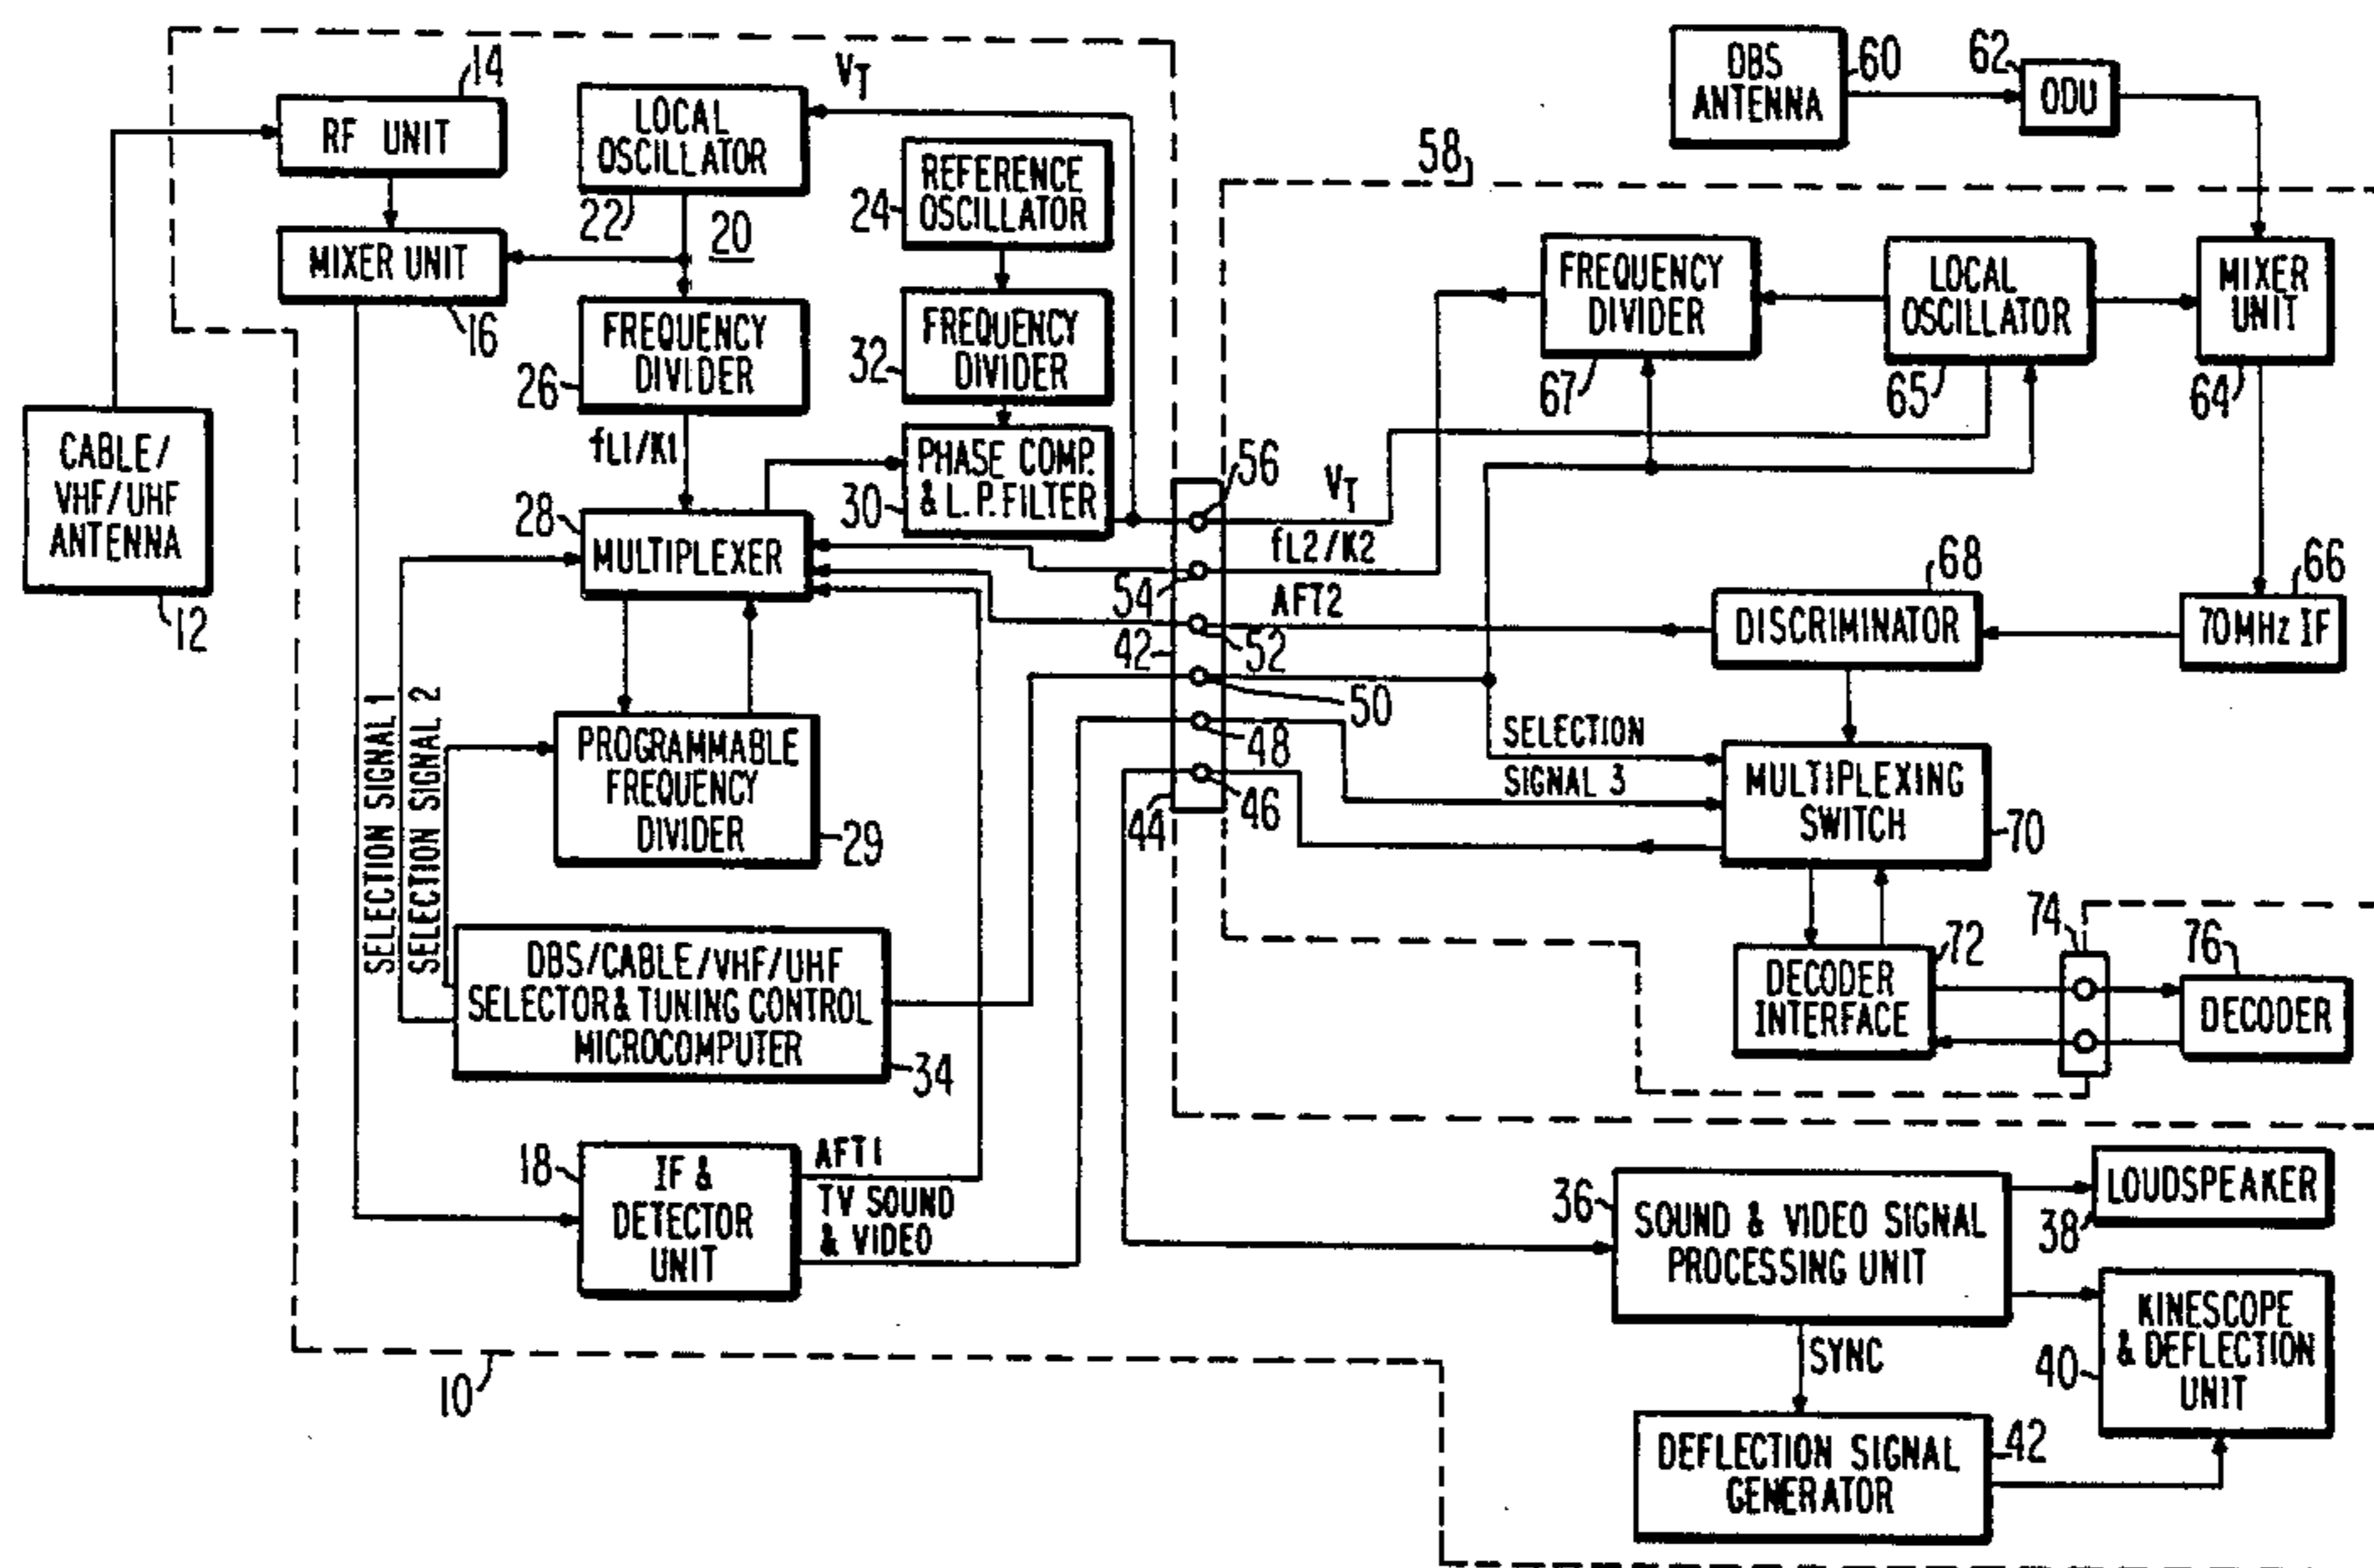 14
RF UNIT
MIXER UNIT
16
CABLE/
VHF/UHF
ANTENNA
12
LOCAL
OSCILLATOR
22
20
VT
REFERENCE
OSCILLATOR
24
FREQUENCY
DIVIDER
26
FREQUENCY
DIVIDER
32
fL1/K1
PHASE COMP.
& L.P. FILTER
30
28
MULTIPLEXER
PROGRAMMABLE
FREQUENCY
DIVIDER
29
SELECTION SIGNAL 1
SELECTION SIGNAL 2
DBS/CABLE/VHF/UHF
SELECTOR & TUNING CONTROL
MICROCOMPUTER
34
18
IF &
DETECTOR
UNIT
AFT1
TV SOUND
& VIDEO
10
DBS
ANTENNA
60
62
ODU
58
FREQUENCY
DIVIDER
67
LOCAL
OSCILLATOR
65
MIXER
UNIT
64
56
VT
fL2/K2
54
AFT2
52
42
50
48
46
44
68
DISCRIMINATOR
66
70MHz IF
SELECTION
SIGNAL 3
MULTIPLEXING
SWITCH
70
DECODER
INTERFACE
72
74
76
DECODER
36
SOUND & VIDEO SIGNAL
PROCESSING UNIT
LOUDSPEAKER
38
KINESCOPE
& DEFLECTION
UNIT
40
SYNC
DEFLECTION SIGNAL
GENERATOR
42